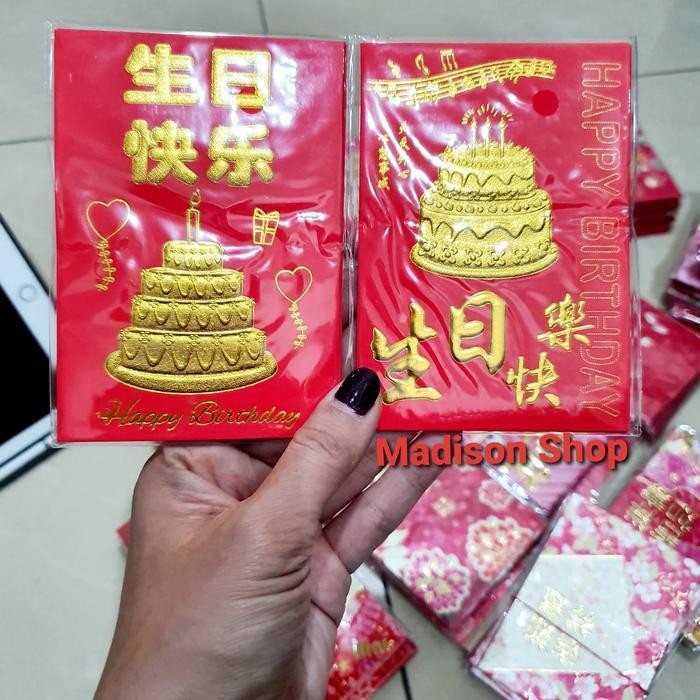 生日
快乐
Happy Birthday
HAPPY BIRTHDAY
生日快樂
Madison Shop